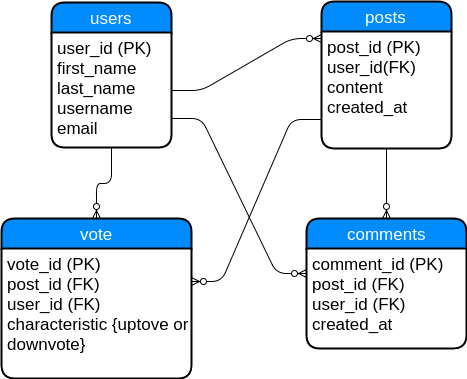 users
user_id (PK)
first_name
last_name
username
email
posts
post_id (PK)
user_id(FK)
content
created_at
vote
vote_id (PK)
post_id (FK)
user_id (FK)
characteristic {uptove or
downvote}
comments
comment_id (PK)
post_id (FK)
user_id (FK)
created_at